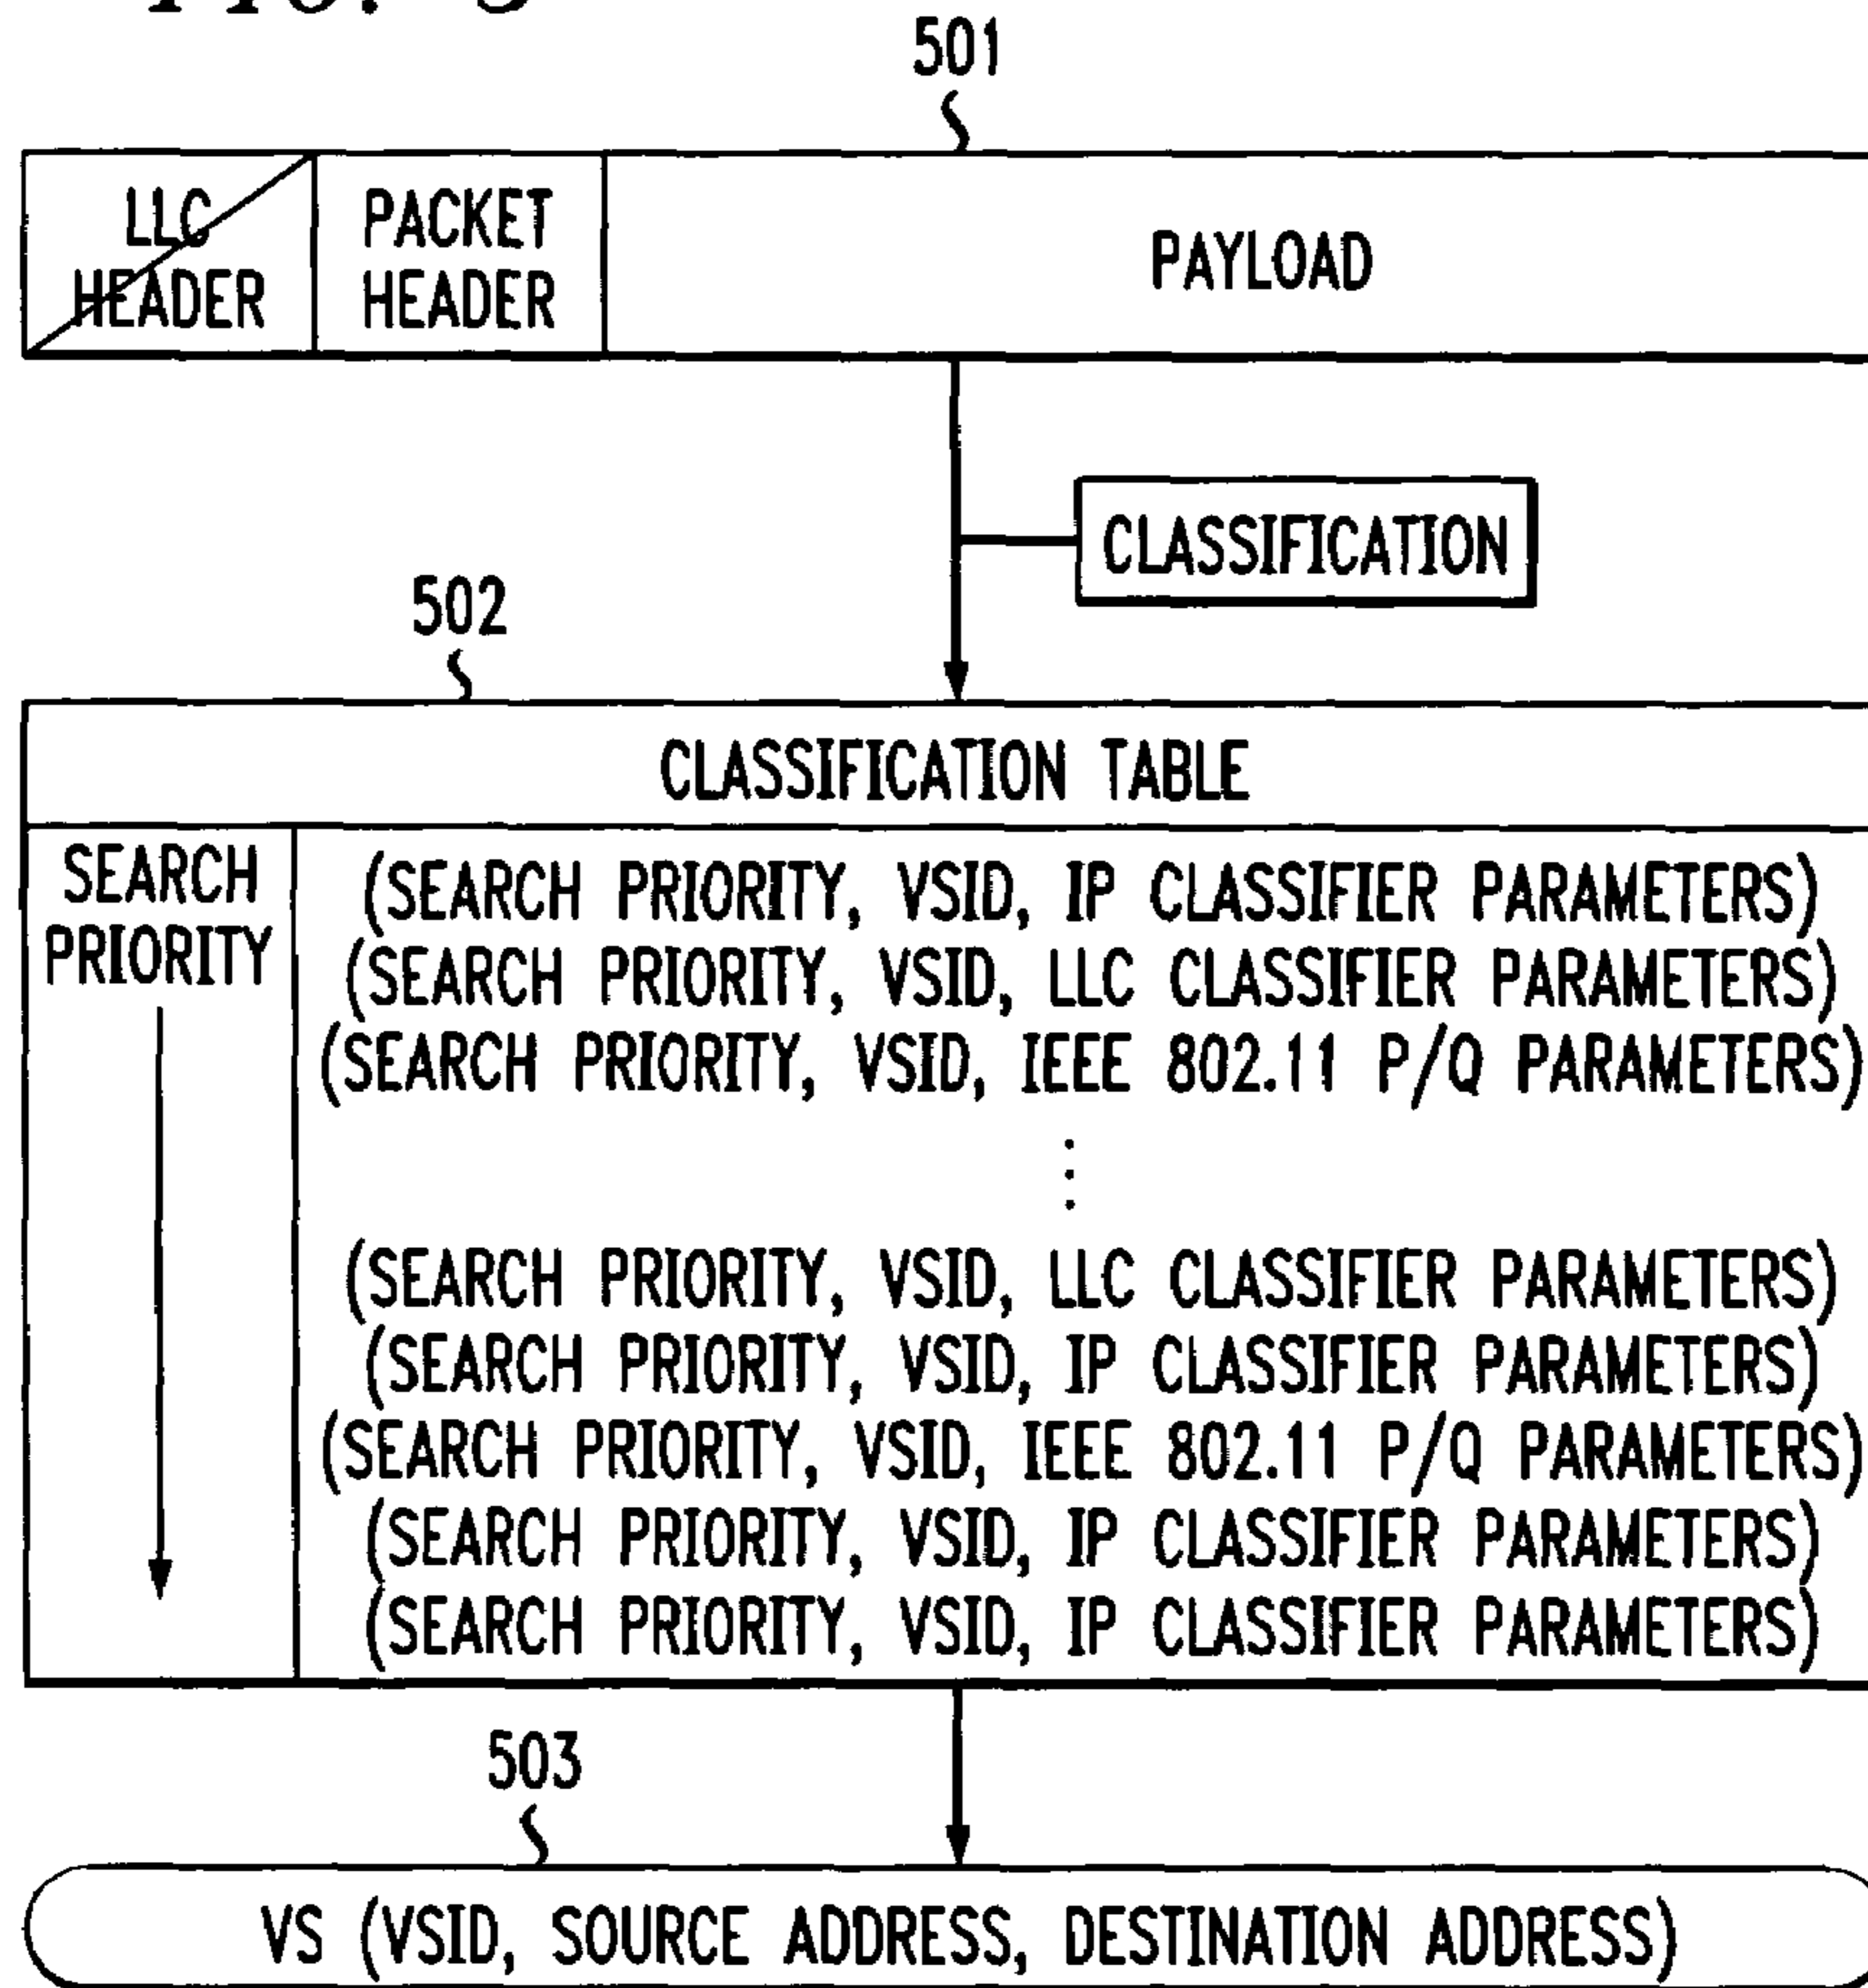 FIG. 5
501
LLC
HEADER
PACKET
HEADER
PAYLOAD
CLASSIFICATION
502
CLASSIFICATION TABLE
SEARCH
PRIORITY
(SEARCH PRIORITY, VSID, IP CLASSIFIER PARAMETERS)
(SEARCH PRIORITY, VSID, LLC CLASSIFIER PARAMETERS)
(SEARCH PRIORITY, VSID, IEEE 802.11 P/Q PARAMETERS)
⋮
(SEARCH PRIORITY, VSID, LLC CLASSIFIER PARAMETERS)
(SEARCH PRIORITY, VSID, IP CLASSIFIER PARAMETERS)
(SEARCH PRIORITY, VSID, IEEE 802.11 P/Q PARAMETERS)
(SEARCH PRIORITY, VSID, IP CLASSIFIER PARAMETERS)
(SEARCH PRIORITY, VSID, IP CLASSIFIER PARAMETERS)
503
VS (VSID, SOURCE ADDRESS, DESTINATION ADDRESS)